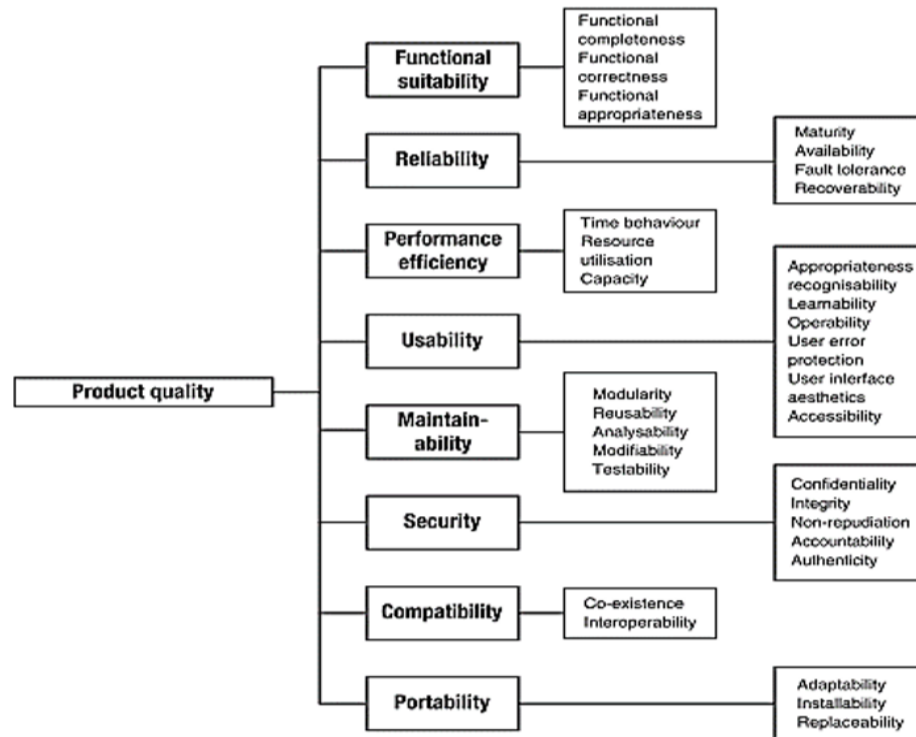 Functional
completeness
Functional
correctness
Functional
appropriateness
Functional
suitability
Maturity
Availability
Fault tolerance
Recoverability
Reliability
Time behaviour
Resource
utilisation
Capacity
Performance
efficiency
Appropriateness
recognisability
Learnability
Operability
User error
protection
User interface
aesthetics
Accessibility
Usability
Product quality
Modularity
Reusability
Analysability
Modifiability
Testability
Maintain-
ability
Confidentiality
Integrity
Non-repudiation
Accountability
Authenticity
Security
Co-existence
Interoperability
Compatibility
Adaptability
Installability
Replaceability
Portability